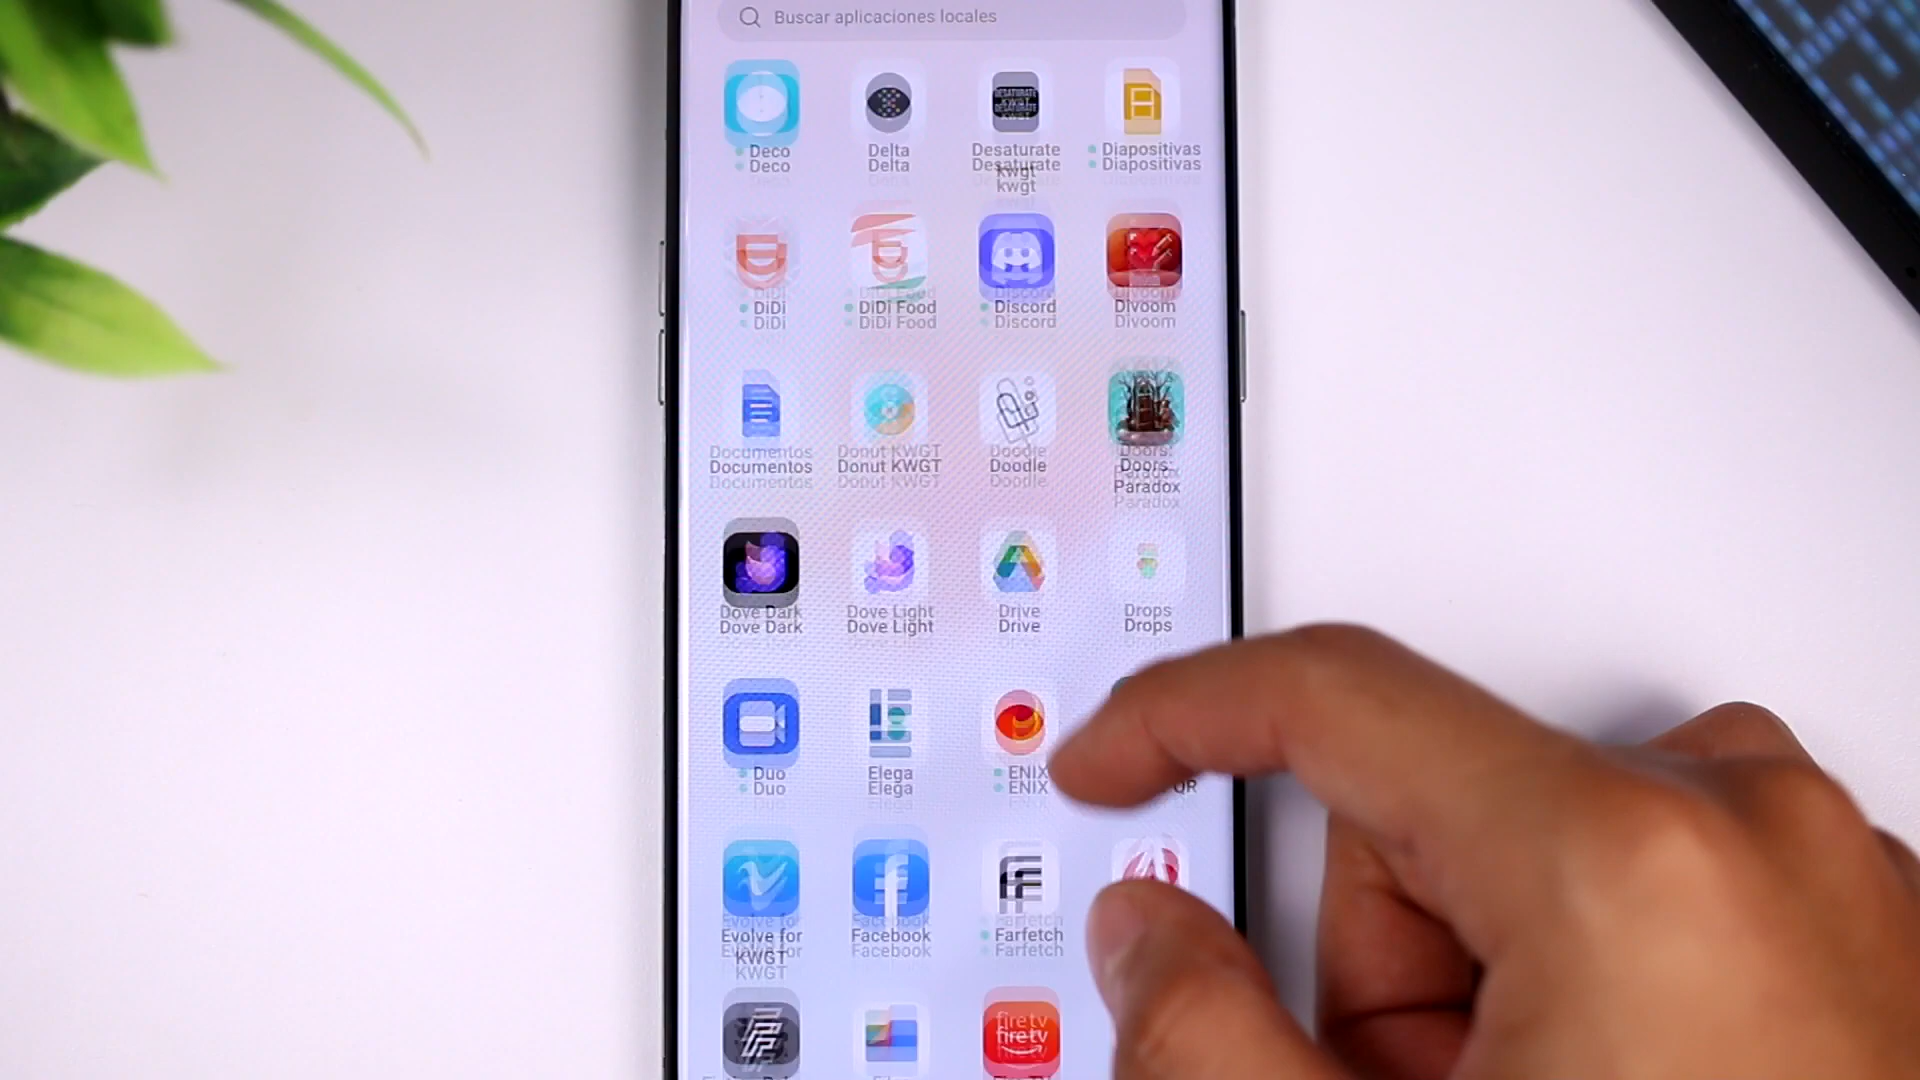 Buscar aplicaciones locales
Deco
Delta
Desaturate
kwgt
Diapositivas
DiDi
DiDi Food
Discord
Divoom
Documentos
Donut KWGT
Doodle
Doors:
Paradox
Dove Dark
Dove Light
Drive
Drops
Duo
Elega
ENIX
QR
Evolve for
KWGT
Facebook
Farfetch
fire tv